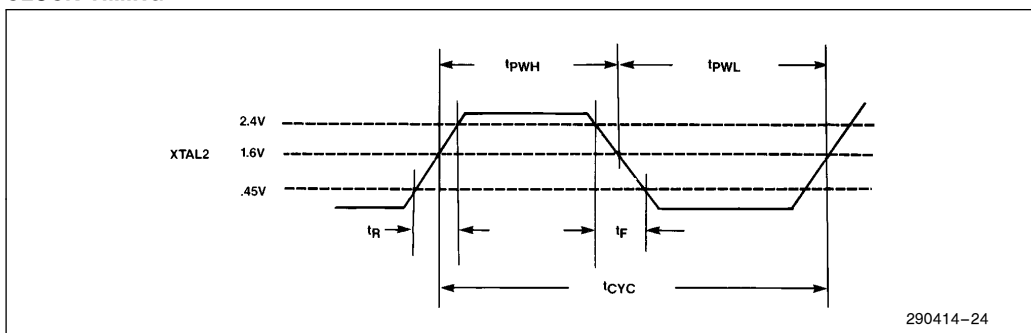 tPWH
tPWL
2.4V
XTAL2
1.6V
.45V
tR
tF
tCYC
290414–24